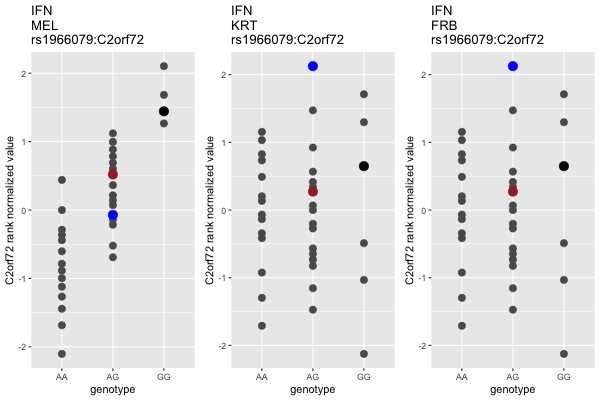 IFN
MEL
rs1966079:C2orf72
C2orf72 rank normalized value
2
1
0
-1
-2
AA
AG
GG
genotype
IFN
KRT
rs1966079:C2orf72
C2orf72 rank normalized value
2
1
0
-1
-2
AA
AG
GG
genotype
IFN
FRB
rs1966079:C2orf72
C2orf72 rank normalized value
2
1
0
-1
-2
AA
AG
GG
genotype